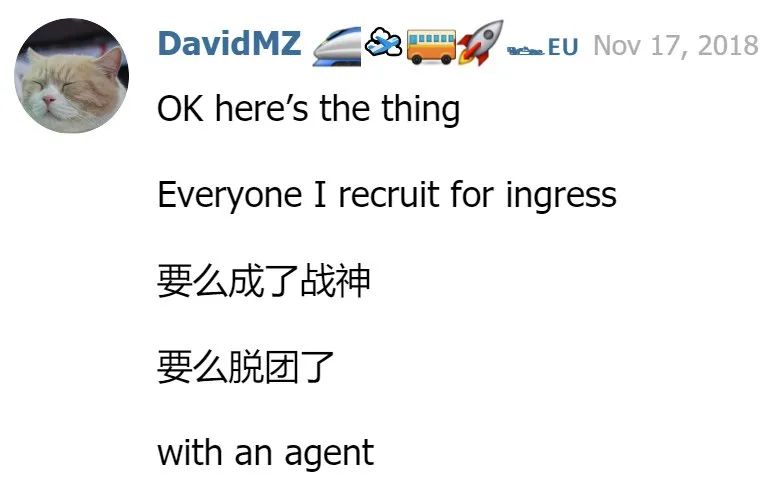 DavidMZ 🚄🛩🚌🚀🏎EU Nov 17, 2018
OK here’s the thing
Everyone I recruit for ingress
要么成了战神
要么脱团了
with an agent